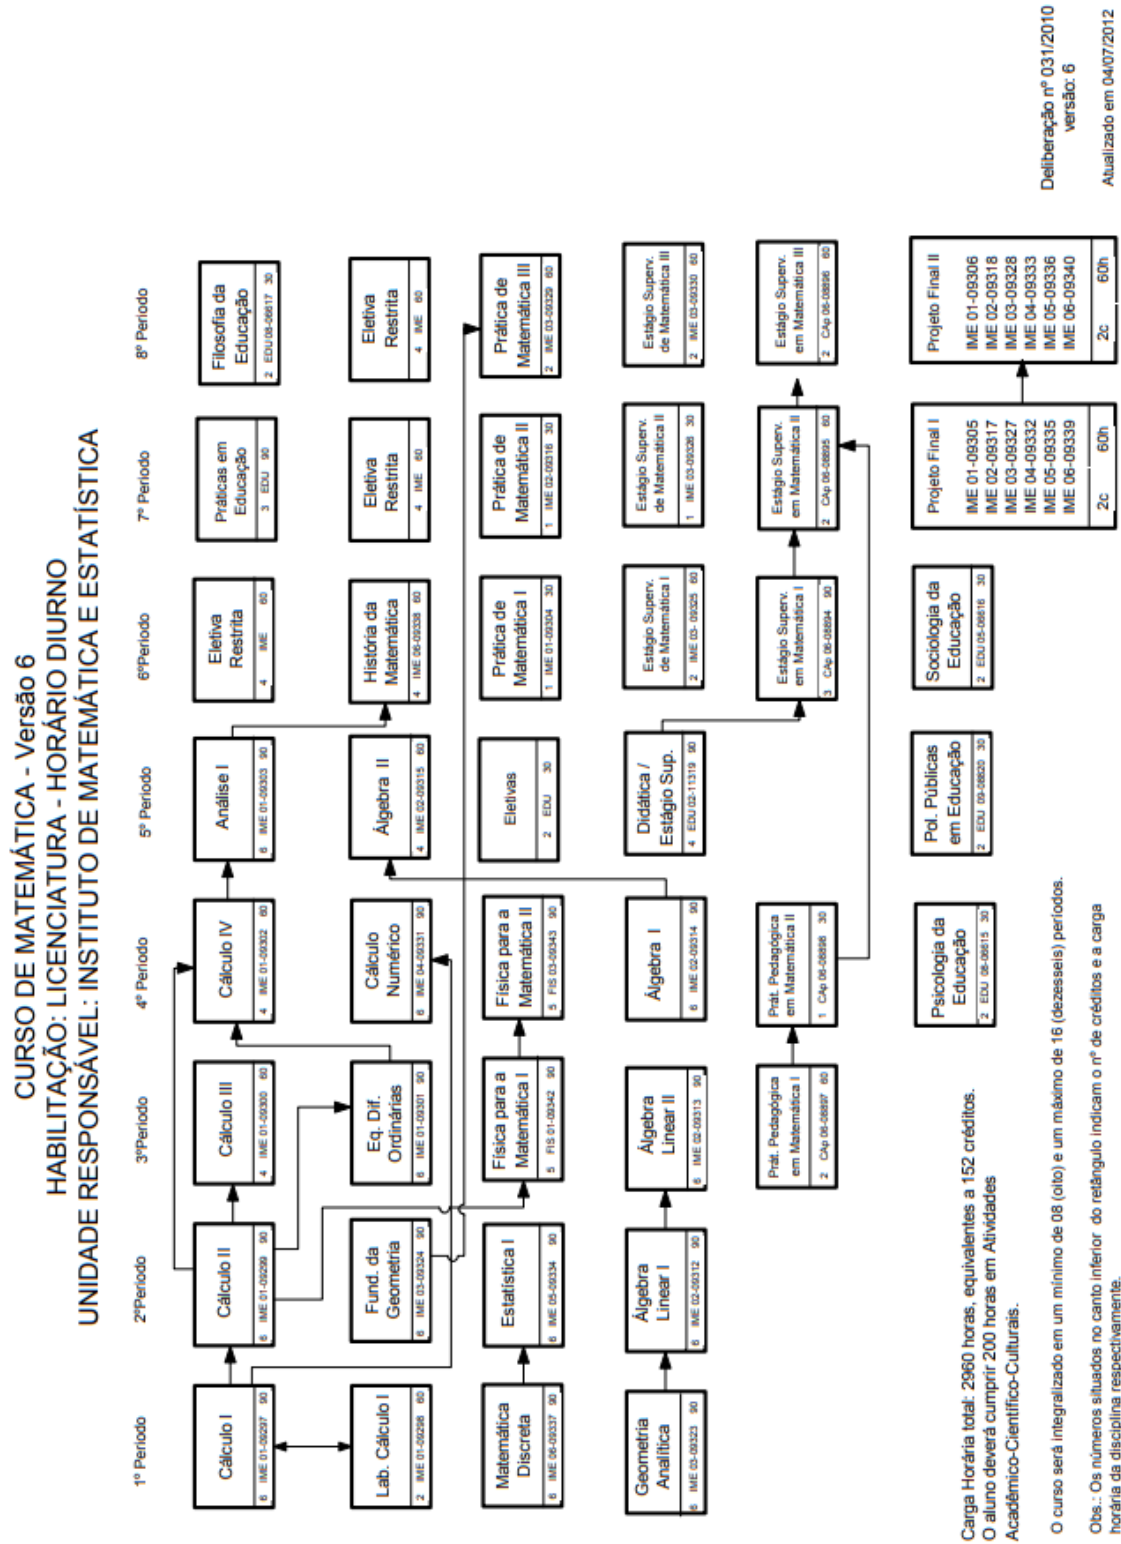 CURSO DE MATEMÁTICA - Versão 6
HABILITAÇÃO: LICENCIATURA - HORÁRIO DIURNO
UNIDADE RESPONSÁVEL: INSTITUTO DE MATEMÁTICA E ESTATÍSTICA
1º Periodo
2ºPeriodo
3ºPeriodo
4º Periodo
5º Periodo
6ºPeriodo
7º Periodo
8º Periodo
Cálculo I
6 IME 01-09297 90
Cálculo II
6 IME 01-09299 90
Cálculo III
4 IME 01-09300 60
Cálculo IV
4 IME 01-09302 60
Análise I
6 IME 01-09303 90
Eletiva
Restrita
4 IME 60
Práticas em
Educação
3 EDU 90
Filosofia da
Educação
2 EDU 08-06617 30
Lab. Cálculo I
2 IME 01-09298 60
Fund. da
Geometria
6 IME 03-09324 90
Eq. Dif.
Ordinárias
6 IME 01-09301 90
Cálculo
Numérico
6 IME 04-09331 90
Álgebra II
4 IME 02-09315 60
História da
Matemática
4 IME 06-09338 60
Eletiva
Restrita
4 IME 60
Eletiva
Restrita
4 IME 60
Matemática
Discreta
6 IME 06-09337 90
Estatística I
6 IME 05-09334 90
Física para a
Matemática I
5 FIS 01-09342 90
Física para a
Matemática II
5 FIS 03-09343 90
Eletivas
2 EDU 30
Prática de
Matemática I
1 IME 01-09304 30
Prática de
Matemática II
1 IME 02-09316 30
Prática de
Matemática III
2 IME 03-09329 60
Geometria
Analítica
6 IME 03-09323 90
Álgebra
Linear I
6 IME 02-09312 90
Álgebra
Linear II
6 IME 02-09313 90
Álgebra I
6 IME 02-09314 90
Didática /
Estágio Sup.
4 EDU 02-11319 90
Estágio Superv.
de Matemática I
2 IME 03- 09325 60
Estágio Superv.
de Matemática II
1 IME 03-09326 30
Estágio Superv.
de Matemática III
2 IME 03-09330 60
Prát. Pedagógica
em Matemática I
2 CAp 06-08897 60
Prát. Pedagógica
em Matemática II
1 CAp 06-08898 30
Estágio Superv.
em Matemática I
3 CAp 06-08894 90
Estágio Superv.
em Matemática II
2 CAp 06-08895 60
Estágio Superv.
em Matemática III
2 CAp 06-08896 60
Psicologia da
Educação
2 EDU 06-06615 30
Pol. Públicas
em Educação
2 EDU 09-06620 30
Sociologia da
Educação
2 EDU 05-06616 30
Projeto Final I
IME 01-09305
IME 02-09317
IME 03-09327
IME 04-09332
IME 05-09335
IME 06-09339
2c 60h
Projeto Final II
IME 01-09306
IME 02-09318
IME 03-09328
IME 04-09333
IME 05-09336
IME 06-09340
2c 60h
Carga Horária total: 2960 horas, equivalentes a 152 créditos.
O aluno deverá cumprir 200 horas em Atividades
Acadêmico-Científico-Culturais.
O curso será integralizado em um mínimo de 08 (oito) e um máximo de 16 (dezesseis) períodos.
Obs.: Os números situados no canto inferior do retângulo indicam o nº de créditos e a carga
horária da disciplina respectivamente.
Deliberação nº 031/2010
versão: 6
Atualizado em 04/07/2012